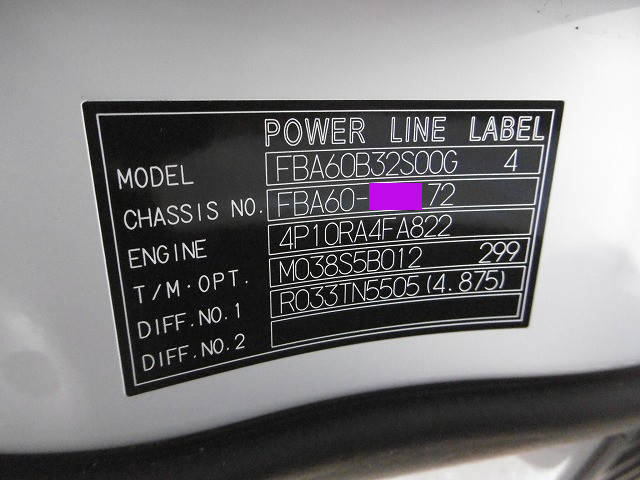 POWER LINE LABEL
MODEL FBA60B32S00G 4
CHASSIS NO. FBA60- 72
ENGINE 4P10RA4FA822
T/M·OPT. M038S5B012 299
DIFF.NO.1 R033TN5505(4.875)
DIFF.NO.2